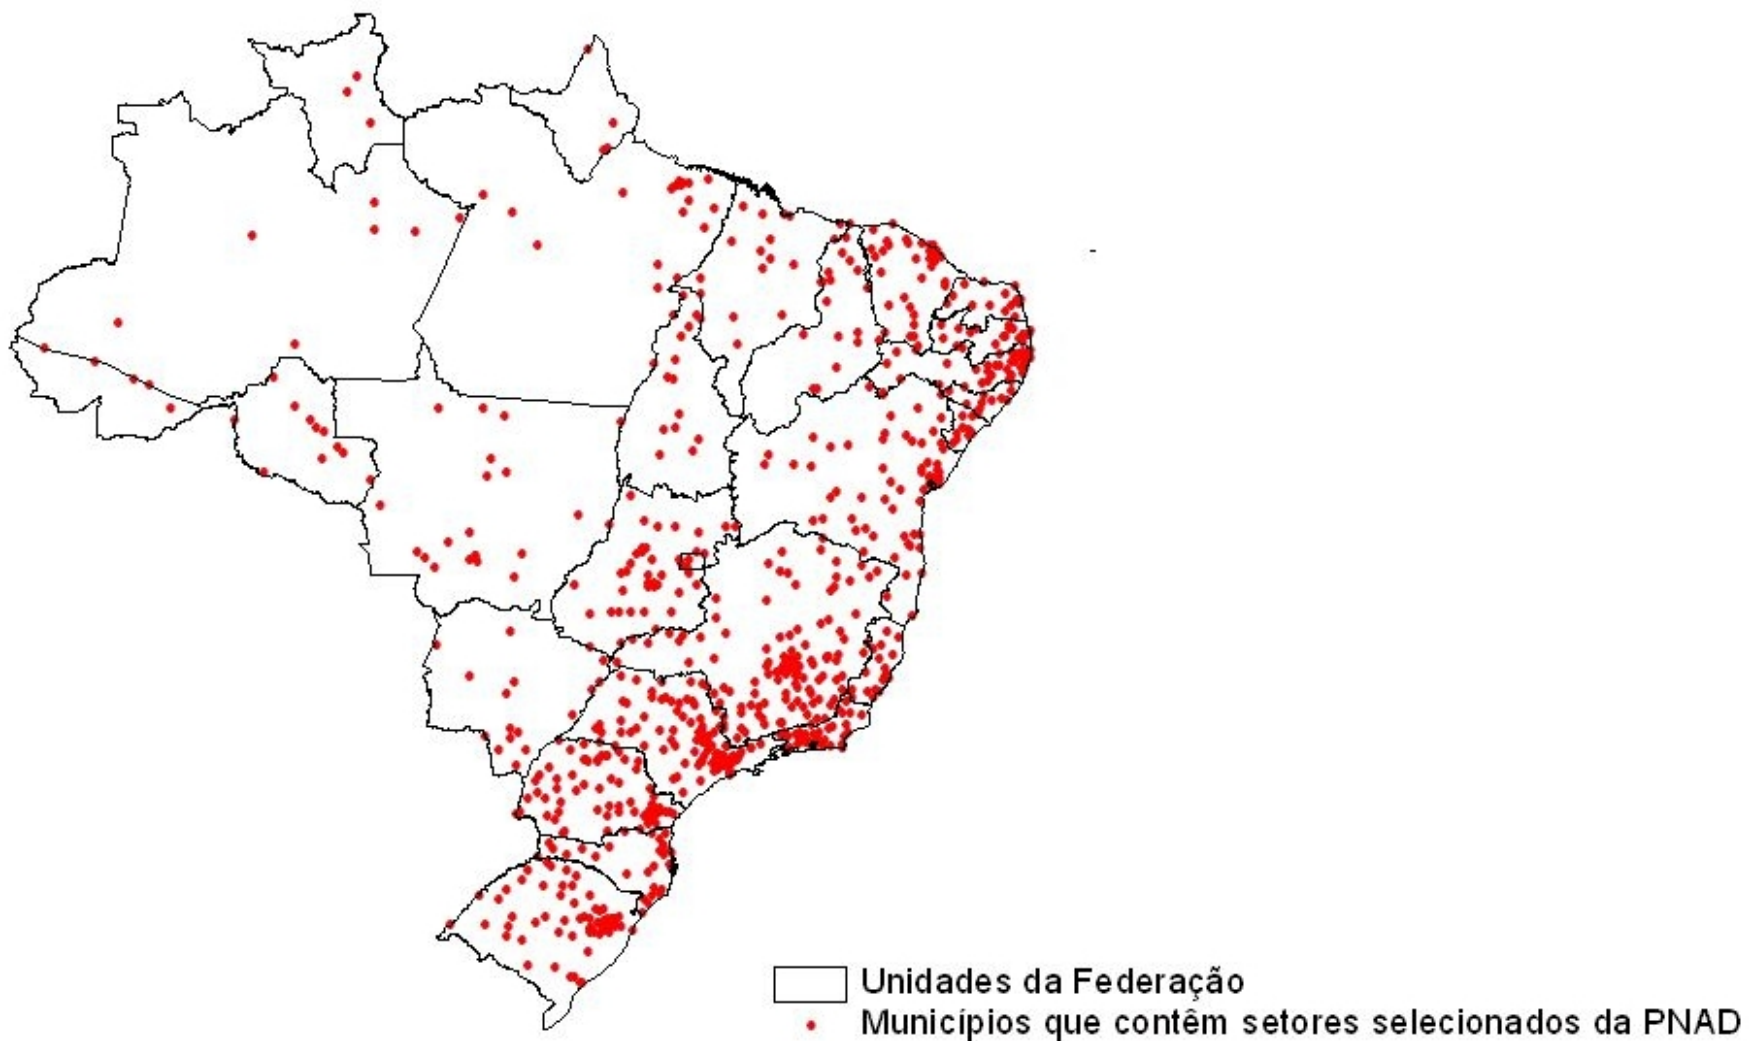 Unidades da Federação
Municípios que contêm setores selecionados da PNAD